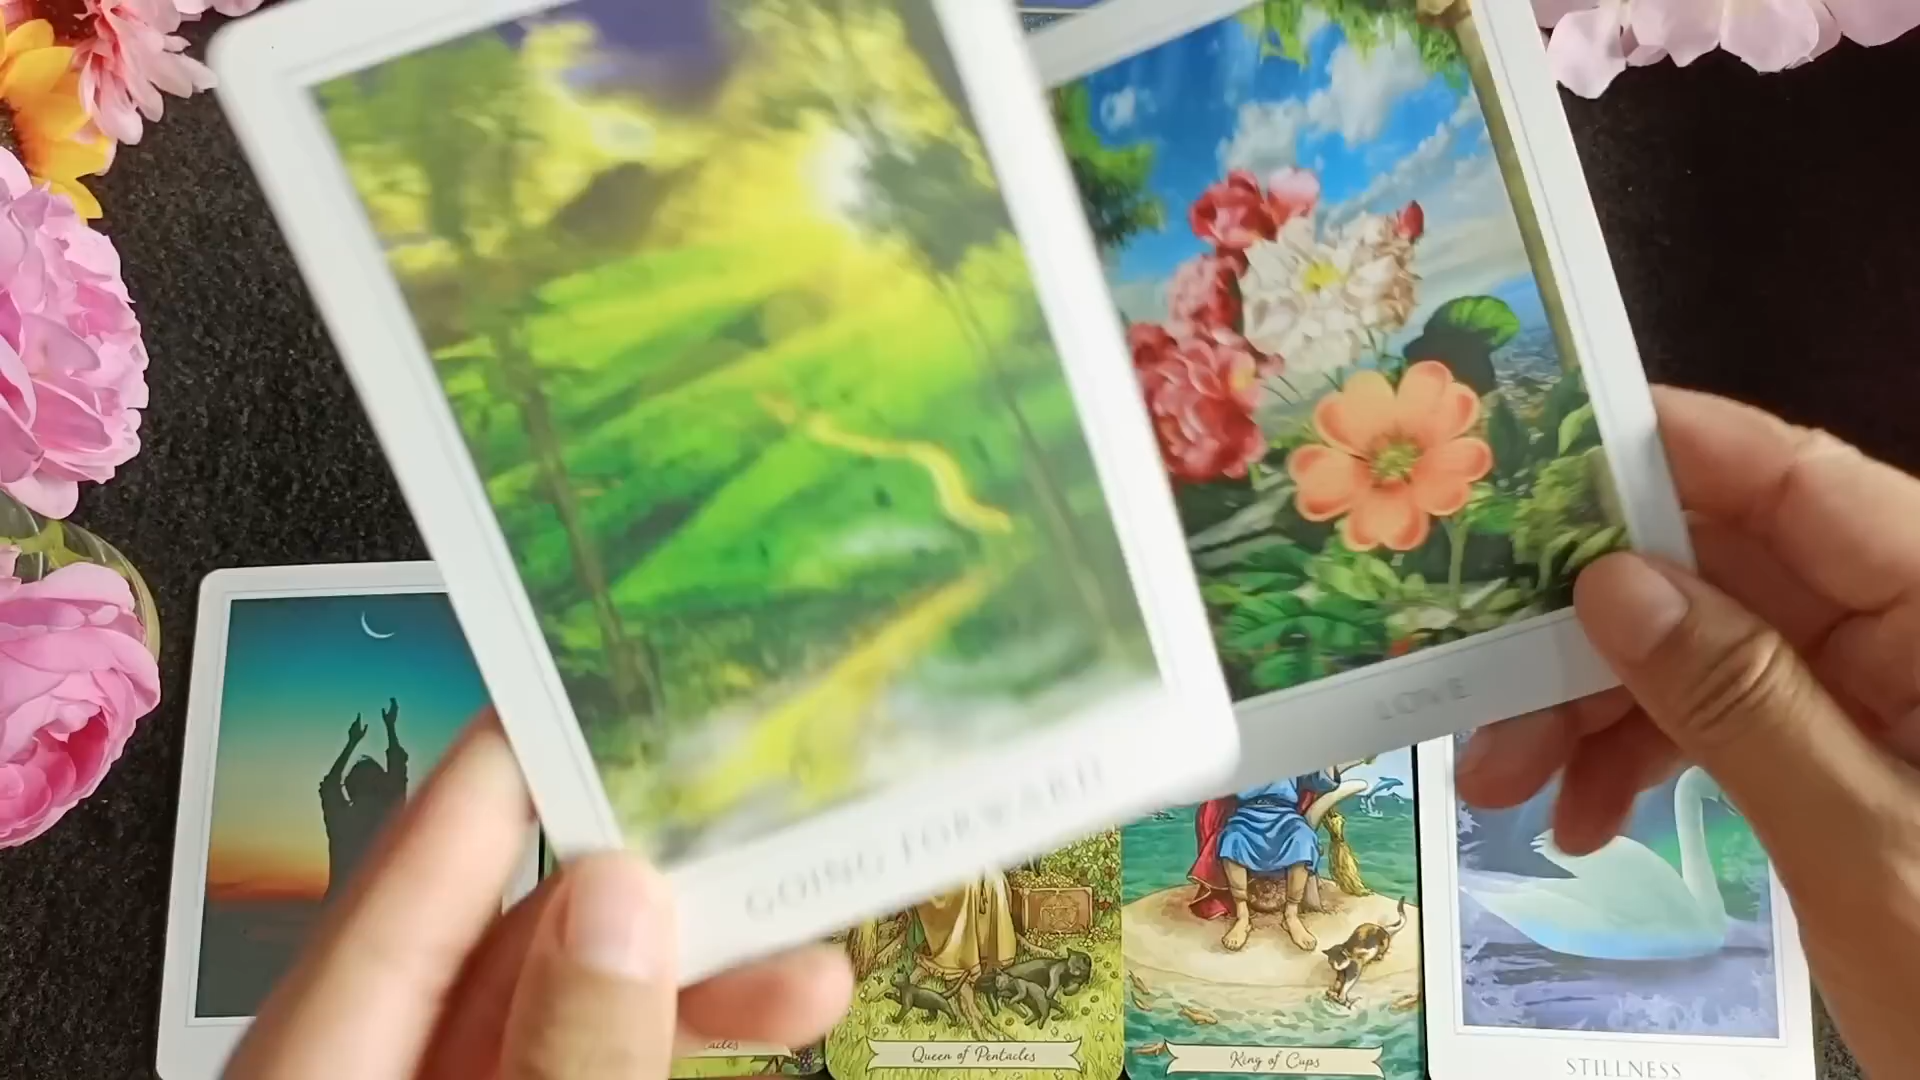 LOVE
GOING FORWARD
Queen of Pentacles
King of Cups
STILLNESS